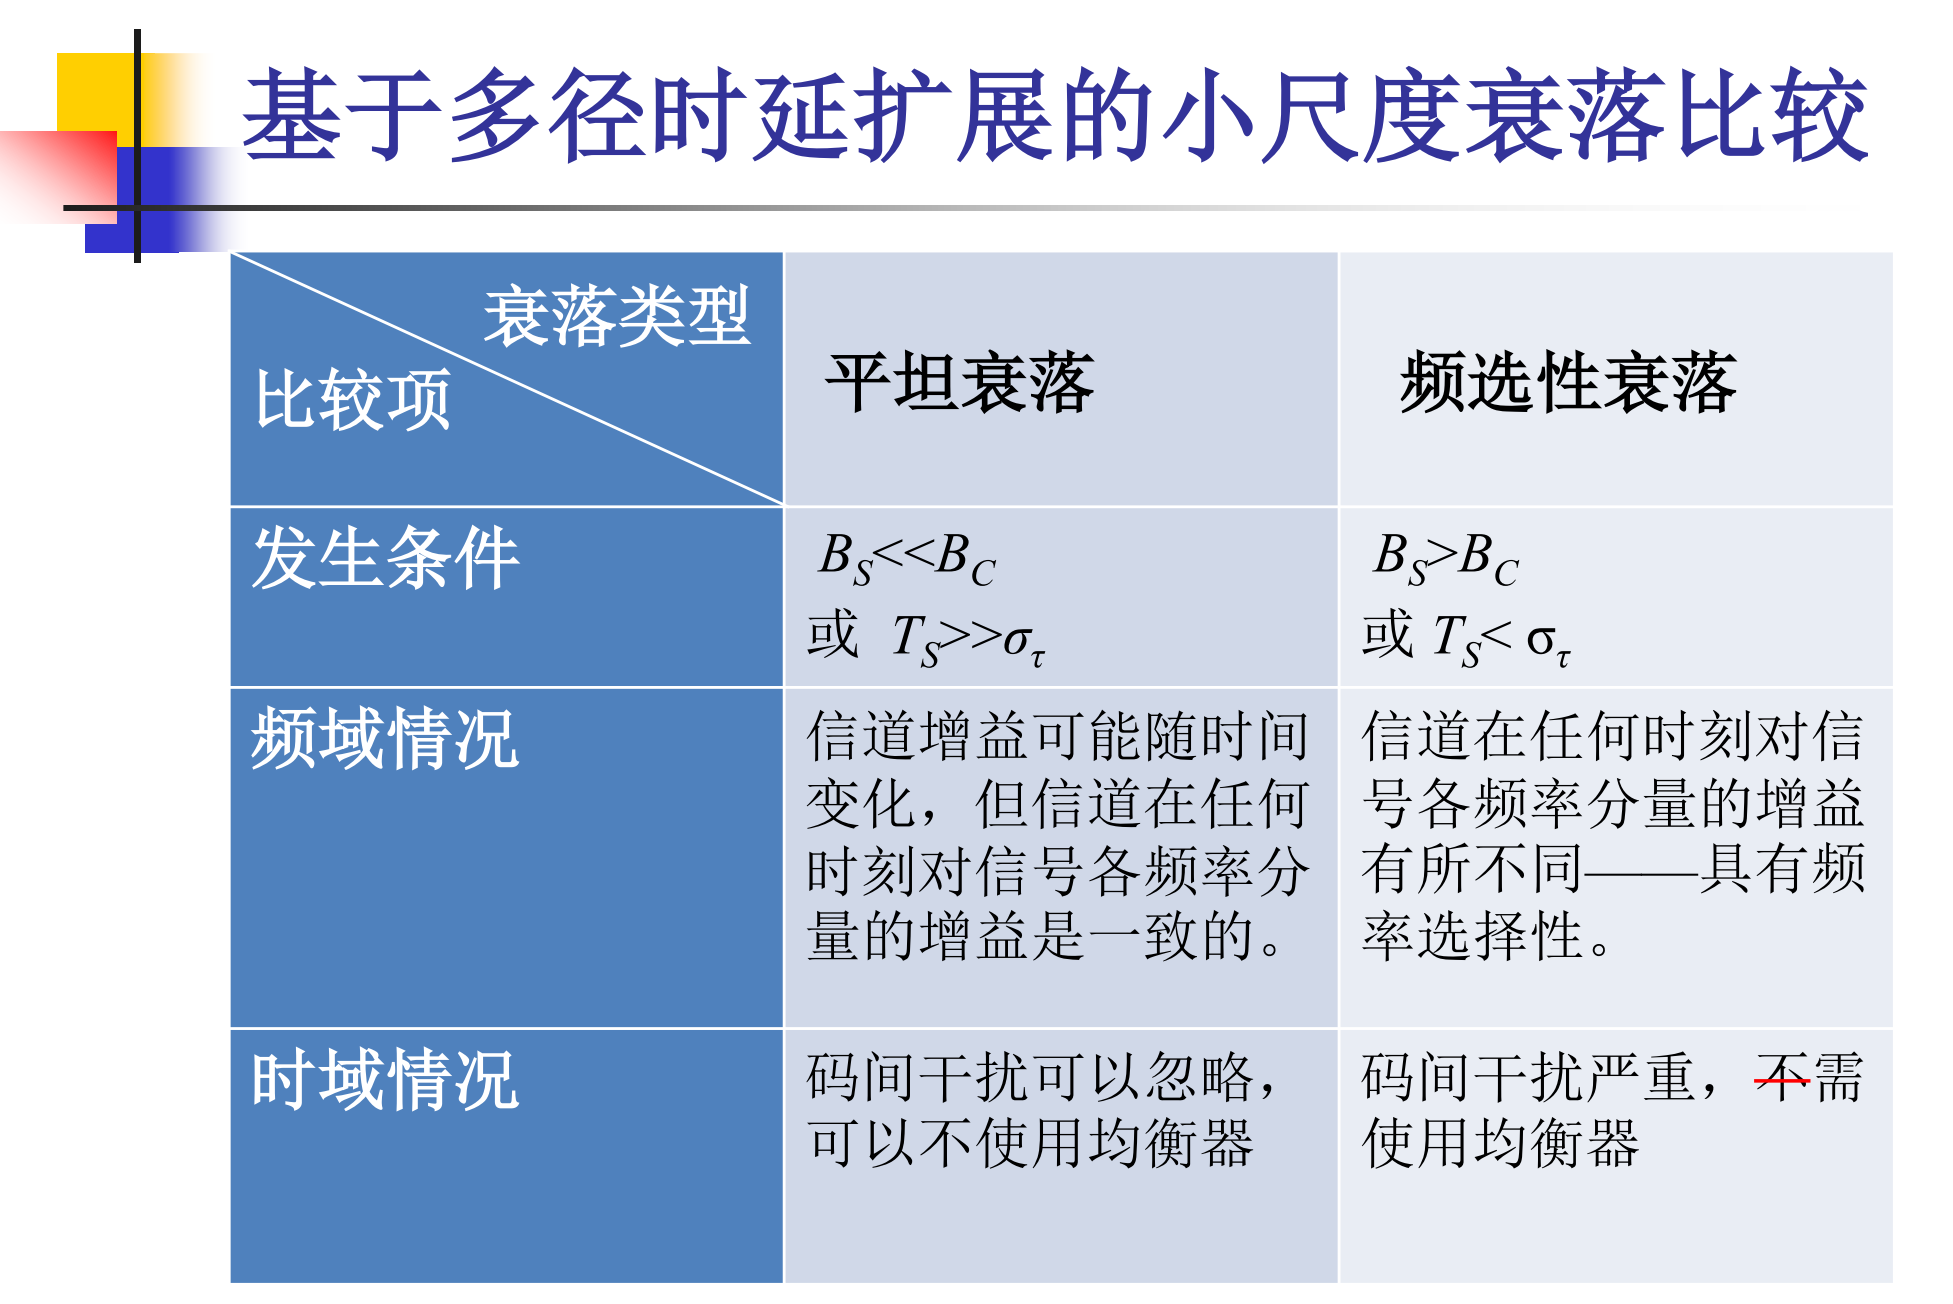 基于多径时延扩展的小尺度衰落比较
衰落类型
比较项
平坦衰落
频选性衰落
发生条件
B_S<<B_C
或 T_S>>σ_τ
B_S>B_C
或 T_S< σ_τ
频域情况
信道增益可能随时间
变化，但信道在任何
时刻对信号各频率分
量的增益是一致的。
信道在任何时刻对信
号各频率分量的增益
有所不同——具有频
率选择性。
时域情况
码间干扰可以忽略，
可以不使用均衡器
码间干扰严重，不需
使用均衡器